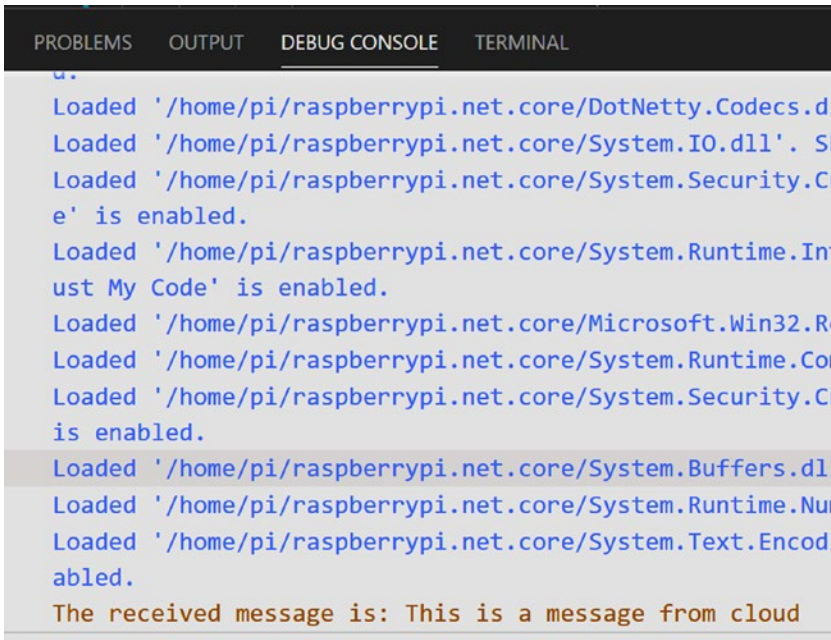 PROBLEMS OUTPUT DEBUG CONSOLE TERMINAL
Loaded '/home/pi/raspberrypi.net.core/DotNetty.Codecs.d
Loaded '/home/pi/raspberrypi.net.core/System.IO.dll'. S
Loaded '/home/pi/raspberrypi.net.core/System.Security.C
e' is enabled.
Loaded '/home/pi/raspberrypi.net.core/System.Runtime.In
ust My Code' is enabled.
Loaded '/home/pi/raspberrypi.net.core/Microsoft.Win32.R
Loaded '/home/pi/raspberrypi.net.core/System.Runtime.Co
Loaded '/home/pi/raspberrypi.net.core/System.Security.C
is enabled.
Loaded '/home/pi/raspberrypi.net.core/System.Buffers.dl
Loaded '/home/pi/raspberrypi.net.core/System.Runtime.Nu
Loaded '/home/pi/raspberrypi.net.core/System.Text.Encod
abled.
The received message is: This is a message from cloud